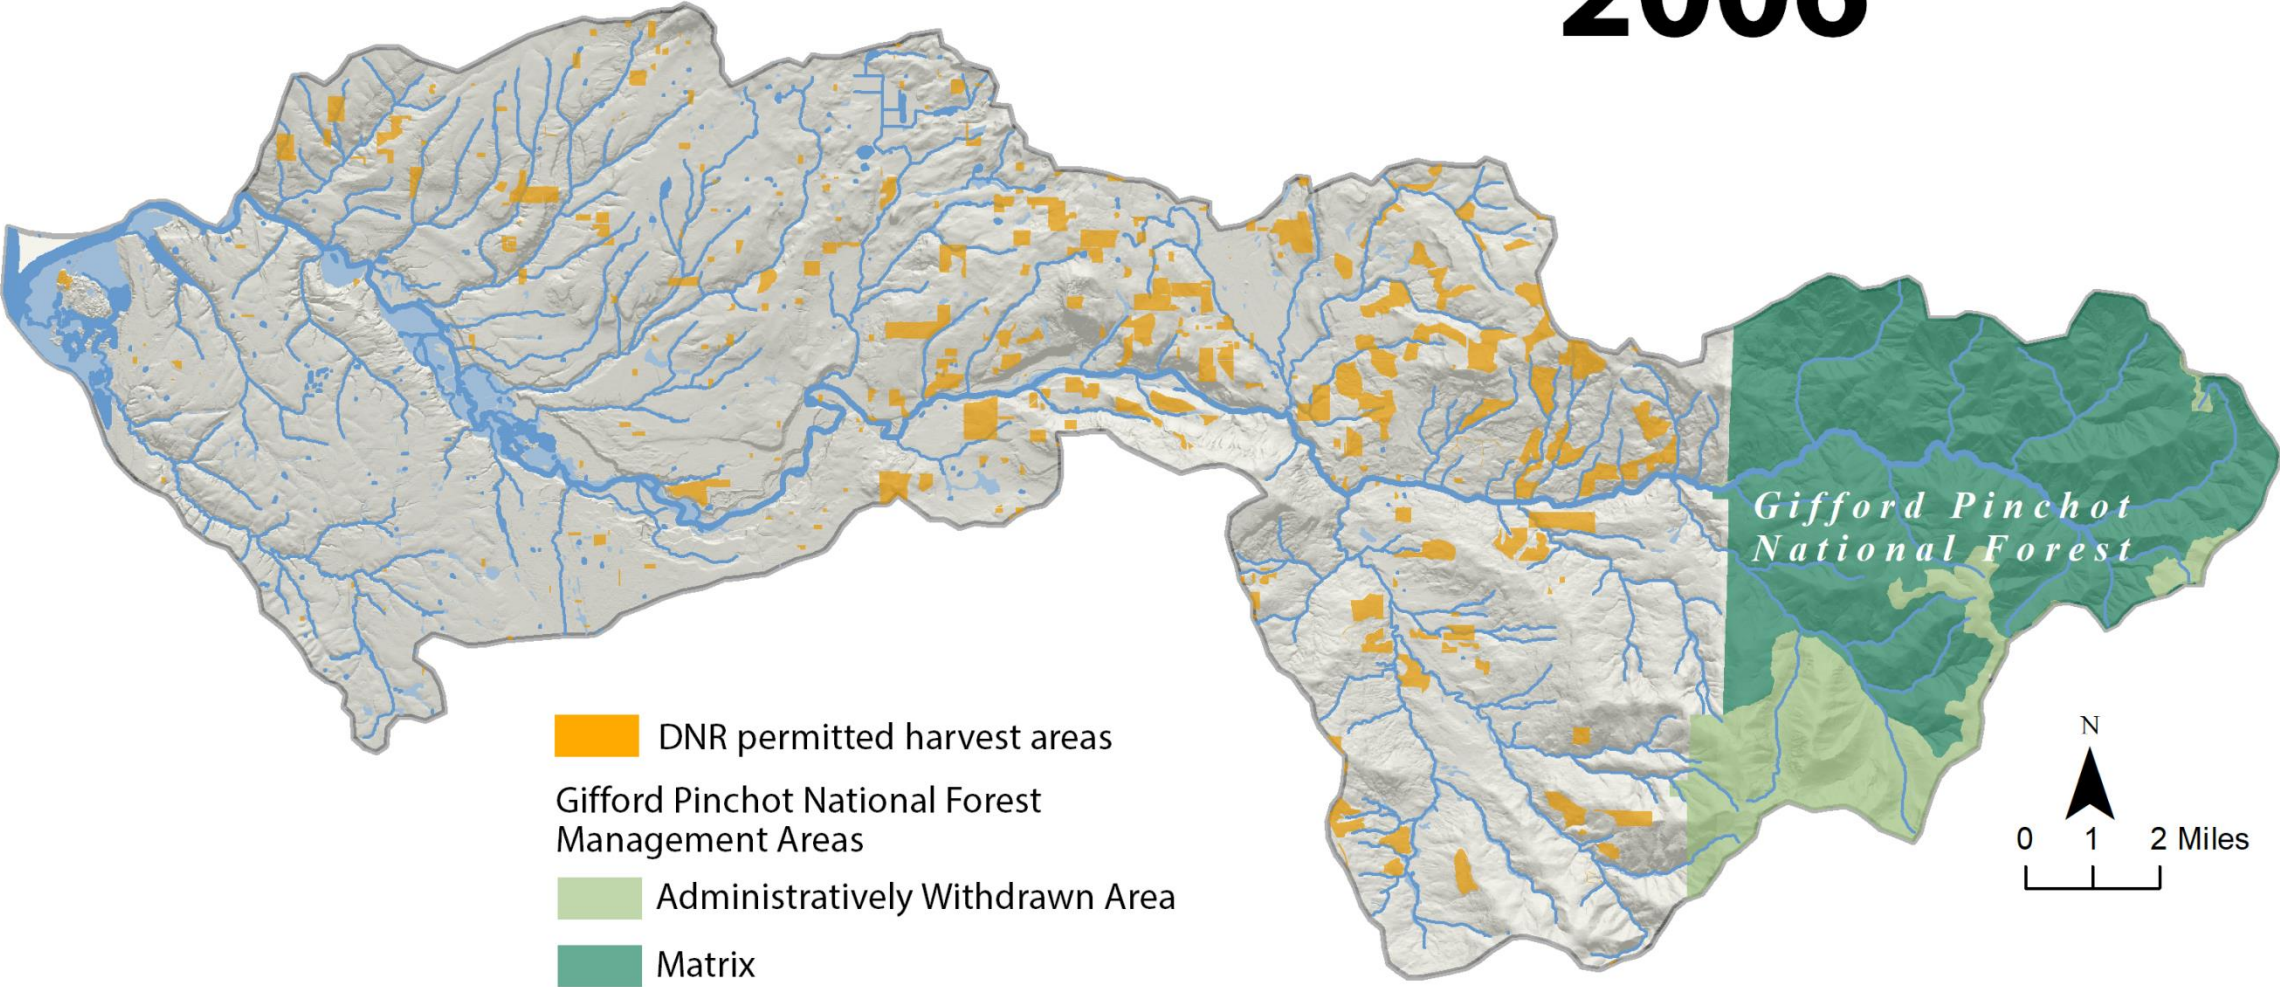 2006
Gifford Pinchot
National Forest
DNR permitted harvest areas
Gifford Pinchot National Forest
Management Areas
Administratively Withdrawn Area
Matrix
N
0 1 2 Miles